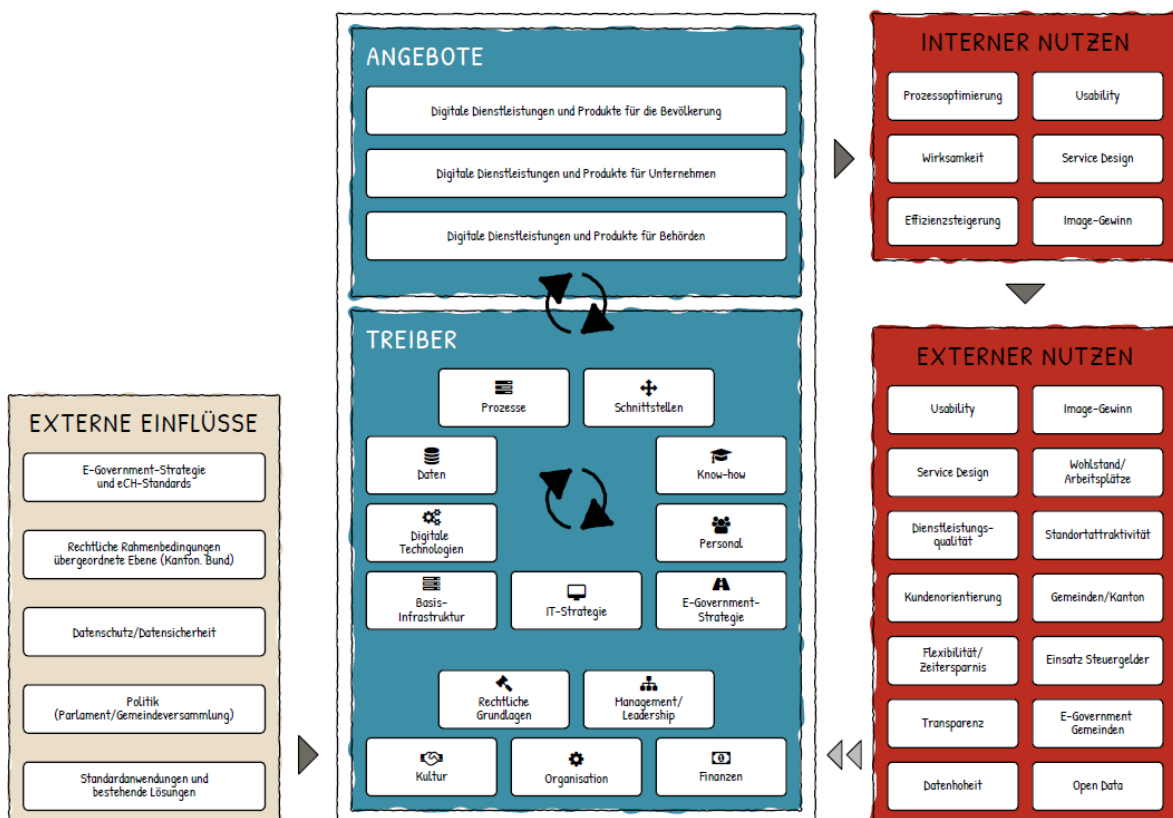 ANGEBOTE
Digitale Dienstleistungen und Produkte für die Bevölkerung
Digitale Dienstleistungen und Produkte für Unternehmen
Digitale Dienstleistungen und Produkte für Behörden
TREIBER
Prozesse
Schnittstellen
Daten
Know-how
Digitale
Technologien
Personal
Basis-
Infrastruktur
IT-Strategie
E-Government-
Strategie
Rechtliche
Grundlagen
Management/
Leadership
Kultur
Organisation
Finanzen
EXTERNE EINFLÜSSE
E-Government-Strategie
und eCH-Standards
Rechtliche Rahmenbedingungen
übergeordnete Ebene (Kanton. Bund)
Datenschutz/Datensicherheit
Politik
(Parlament/Gemeindeversammlung)
Standardanwendungen und
bestehende Lösungen
INTERNER NUTZEN
Prozessoptimierung
Usability
Wirksamkeit
Service Design
Effizienzsteigerung
Image-Gewinn
EXTERNER NUTZEN
Usability
Image-Gewinn
Service Design
Wohlstand/
Arbeitsplätze
Dienstleistungs-
qualität
Standortattraktivität
Kundenorientierung
Gemeinden/Kanton
Flexibilität/
Zeitersparnis
Einsatz Steuergelder
Transparenz
E-Government
Gemeinden
Datenhoheit
Open Data